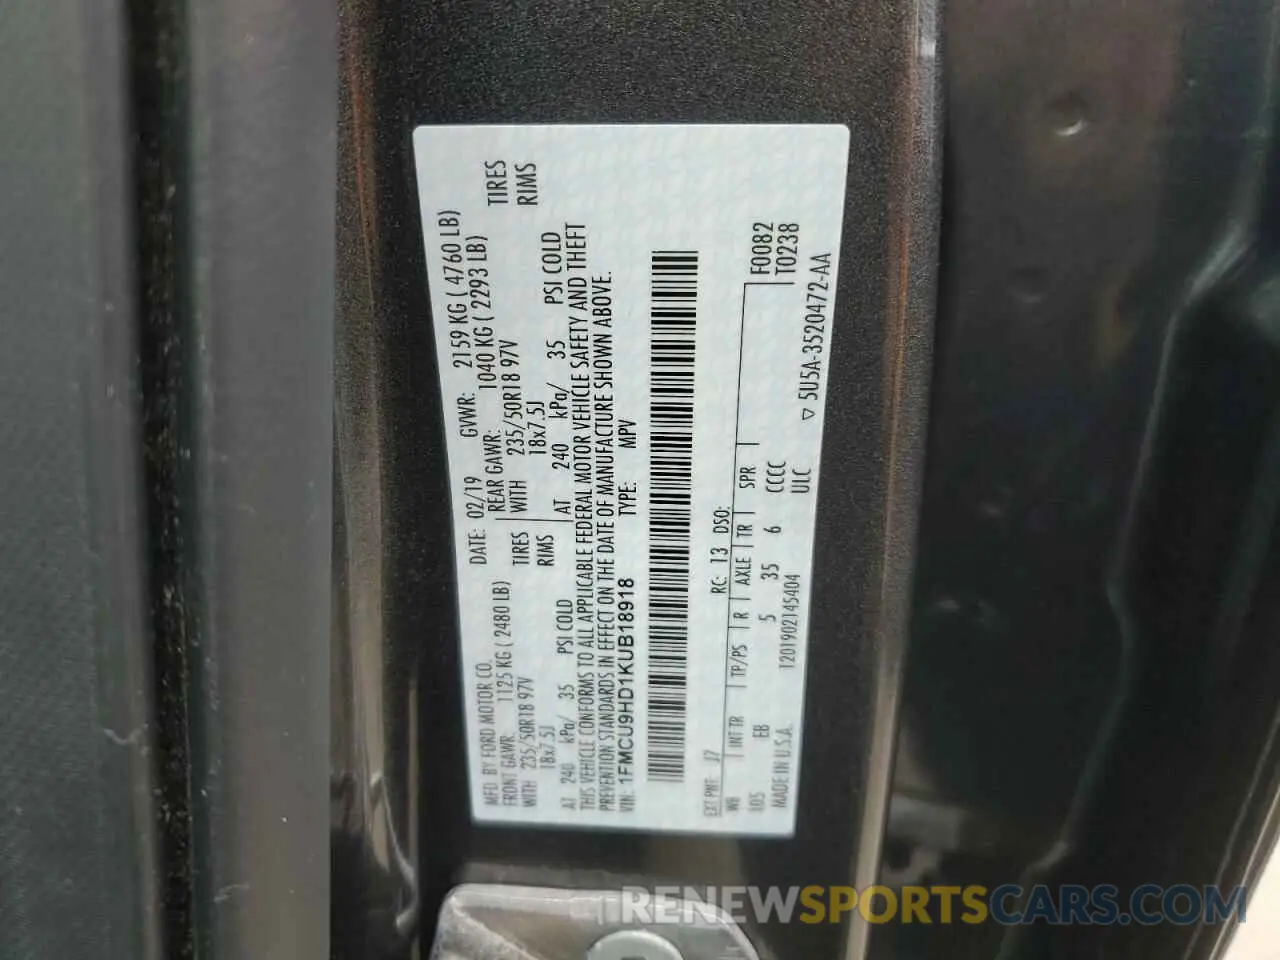 MFD. BY FORD MOTOR CO. DATE: 02/19 GVWR: 2159 KG ( 4760 LB)
FRONT GAWR: 1125 KG ( 2480 LB) REAR GAWR: 1040 KG ( 2293 LB)
WITH 235/50R18 97V TIRES WITH 235/50R18 97V TIRES
18x7.5J RIMS 18x7.5J RIMS
AT 240 kPa/ 35 PSI COLD AT 240 kPa/ 35 PSI COLD
THIS VEHICLE CONFORMS TO ALL APPLICABLE FEDERAL MOTOR VEHICLE SAFETY AND THEFT
PREVENTION STANDARDS IN EFFECT ON THE DATE OF MANUFACTURE SHOWN ABOVE.
VIN: 1FMCU9HD1KUB18918 TYPE: MPV
EXT PNT: J7 RC: 13 DSO: F0082
WB INT TR TP/PS R AXLE TR SPR T0238
105 EB 5 35 6 CCCC
MADE IN U.S.A. 1201902145404 ULC ▽ 5U5A-3520472-AA
RENEWSPORTSCARS.COM